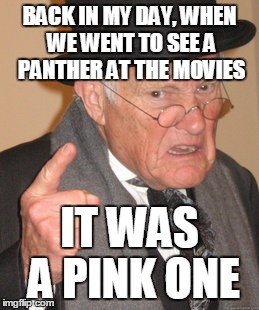 BACK IN MY DAY, WHEN
WE WENT TO SEE A
PANTHER AT THE MOVIES
IT WAS
A PINK ONE
imgflip.com